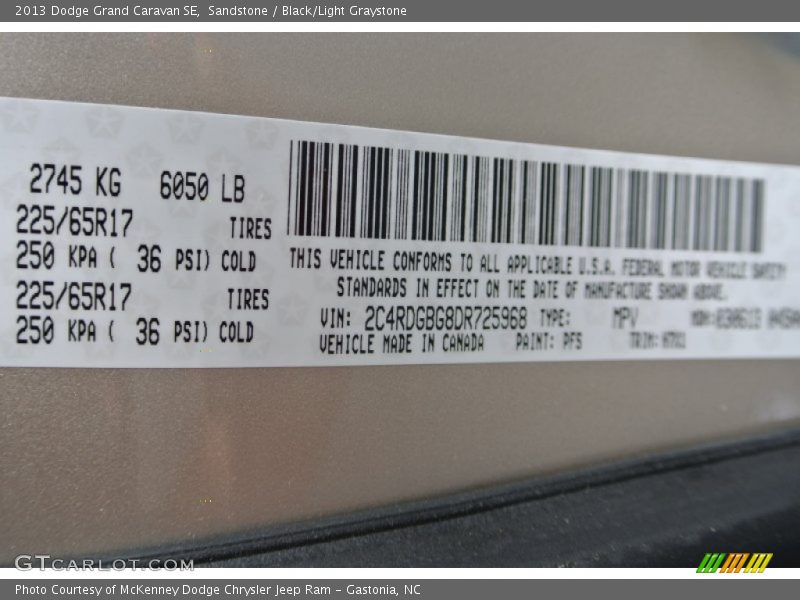 2013 Dodge Grand Caravan SE, Sandstone / Black/Light Graystone
2745 KG 6050 LB
225/65R17 TIRES
250 KPA ( 36 PSI) COLD
225/65R17 TIRES
250 KPA ( 36 PSI) COLD
THIS VEHICLE CONFORMS TO ALL APPLICABLE U.S.A. FEDERAL MOTOR VEHICLE SAFETY
STANDARDS IN EFFECT ON THE DATE OF MANUFACTURE SHOWN ABOVE.
VIN: 2C4RDGBG8DR725968 TYPE: MPV
VEHICLE MADE IN CANADA PAINT: PFS TRIM:
GTCARLOT.COM
Photo Courtesy of McKenney Dodge Chrysler Jeep Ram – Gastonia, NC